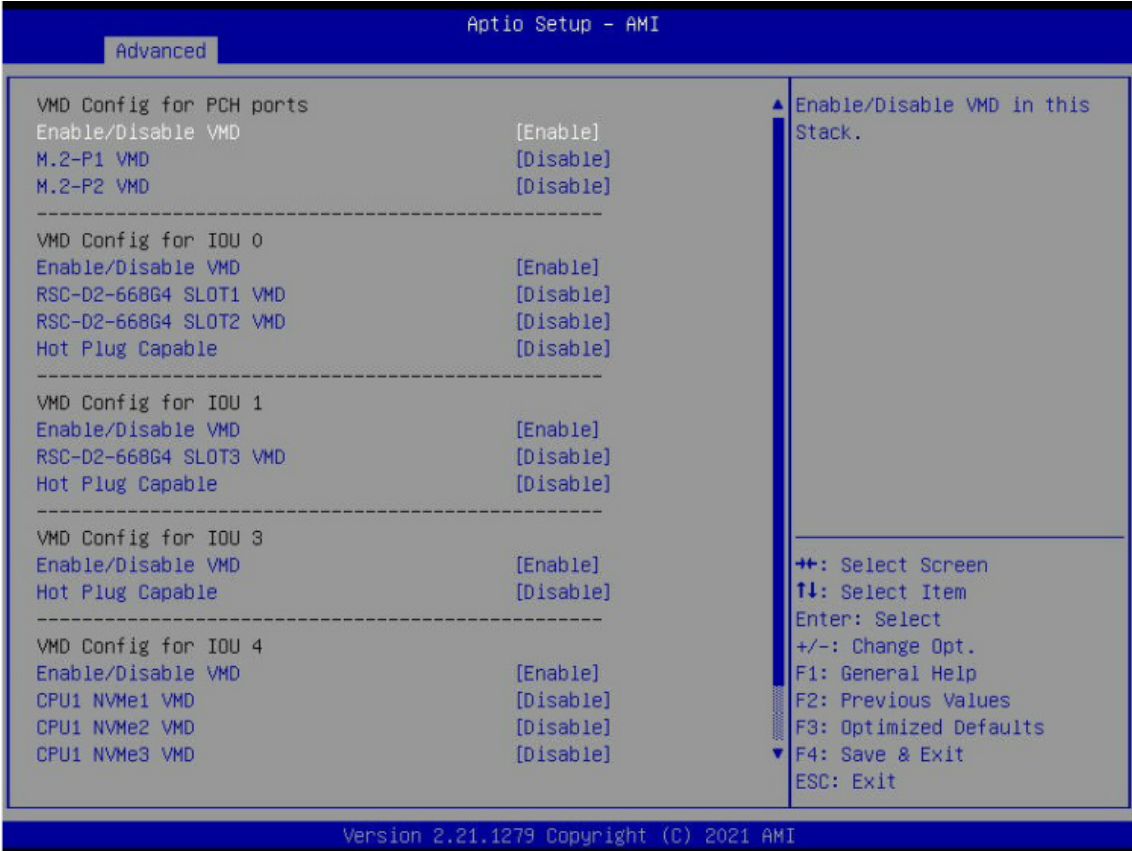 Aptio Setup – AMI
Advanced
VMD Config for PCH ports
Enable/Disable VMD [Enable]
M.2-P1 VMD [Disable]
M.2-P2 VMD [Disable]
--------------------------------------------------
VMD Config for IOU 0
Enable/Disable VMD [Enable]
RSC-D2-668G4 SLOT1 VMD [Disable]
RSC-D2-668G4 SLOT2 VMD [Disable]
Hot Plug Capable [Disable]
--------------------------------------------------
VMD Config for IOU 1
Enable/Disable VMD [Enable]
RSC-D2-668G4 SLOT3 VMD [Disable]
Hot Plug Capable [Disable]
--------------------------------------------------
VMD Config for IOU 3
Enable/Disable VMD [Enable]
Hot Plug Capable [Disable]
--------------------------------------------------
VMD Config for IOU 4
Enable/Disable VMD [Enable]
CPU1 NVMe1 VMD [Disable]
CPU1 NVMe2 VMD [Disable]
CPU1 NVMe3 VMD [Disable]
Enable/Disable VMD in this
Stack.
→←: Select Screen
↑↓: Select Item
Enter: Select
+/-: Change Opt.
F1: General Help
F2: Previous Values
F3: Optimized Defaults
F4: Save & Exit
ESC: Exit
Version 2.21.1279 Copyright (C) 2021 AMI